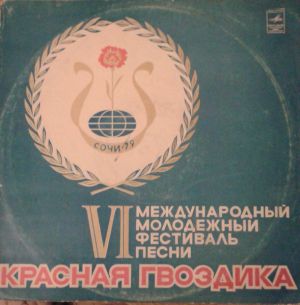 СОЧИ-79
VI
МЕЖДУНАРОДНЫЙ
МОЛОДЕЖНЫЙ
ФЕСТИВАЛЬ
ПЕСНИ
КРАСНАЯ ГВОЗДИКА